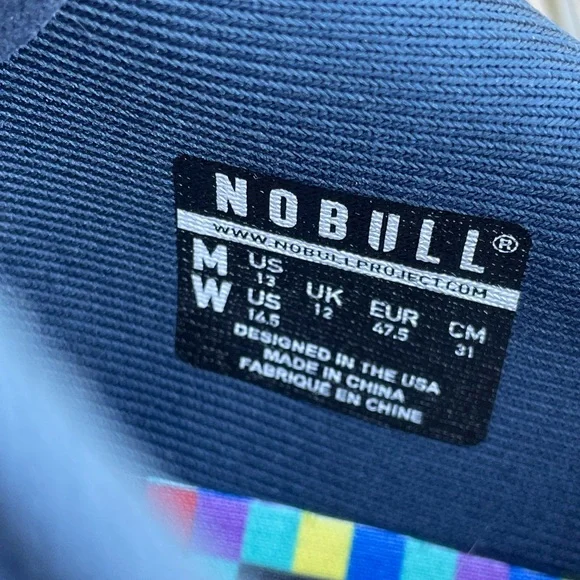 NOBULL®
WWW.NOBULLPROJECT.COM
M US UK EUR CM
13 12 47.5 31
W US
14.5
DESIGNED IN THE USA
MADE IN CHINA
FABRIQUÉ EN CHINE